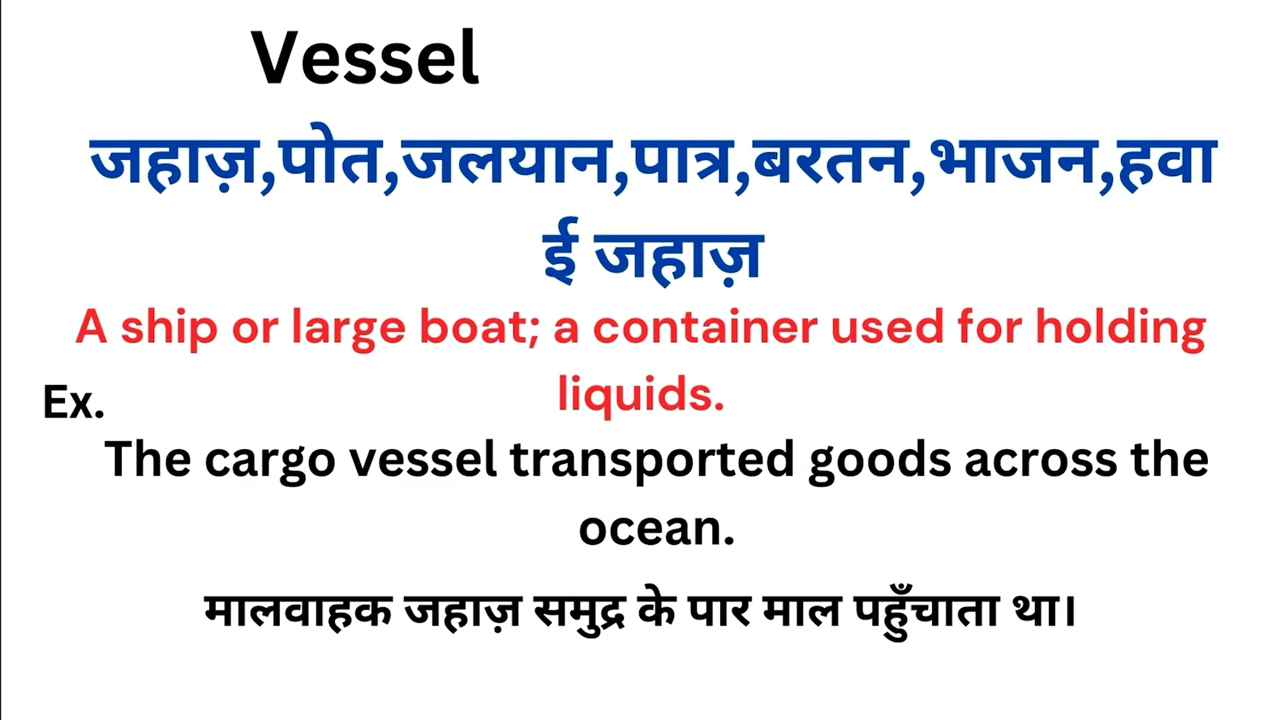 Vessel
जहाज़,पोत,जलयान,पात्र,बरतन,भाजन,हवा
ई जहाज़
A ship or large boat; a container used for holding
liquids.
Ex.
The cargo vessel transported goods across the
ocean.
मालवाहक जहाज़ समुद्र के पार माल पहुँचाता था।